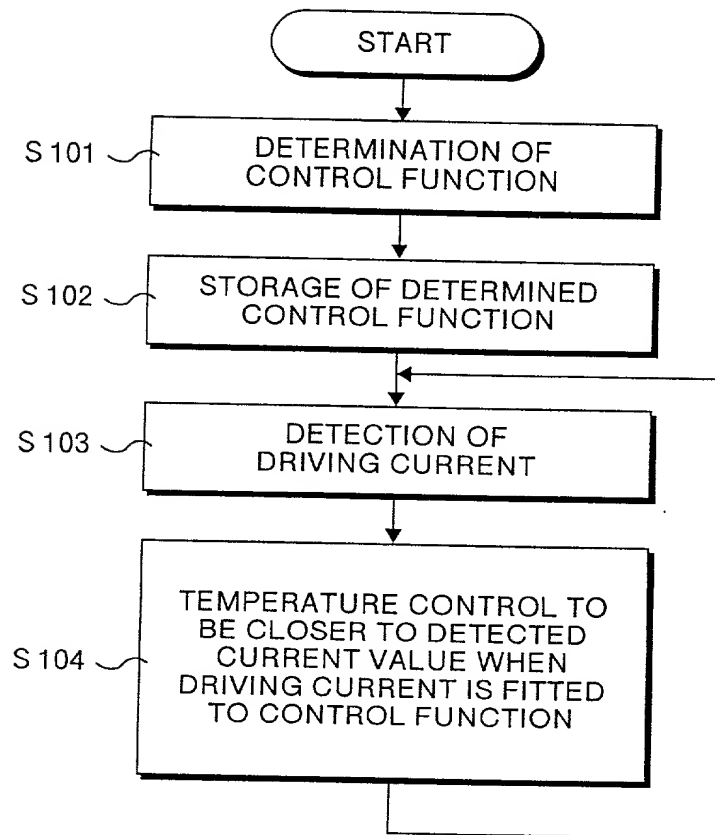 START
S 101
DETERMINATION OF
CONTROL FUNCTION
S 102
STORAGE OF DETERMINED
CONTROL FUNCTION
S 103
DETECTION OF
DRIVING CURRENT
S 104
TEMPERATURE CONTROL TO
BE CLOSER TO DETECTED
CURRENT VALUE WHEN
DRIVING CURRENT IS FITTED
TO CONTROL FUNCTION